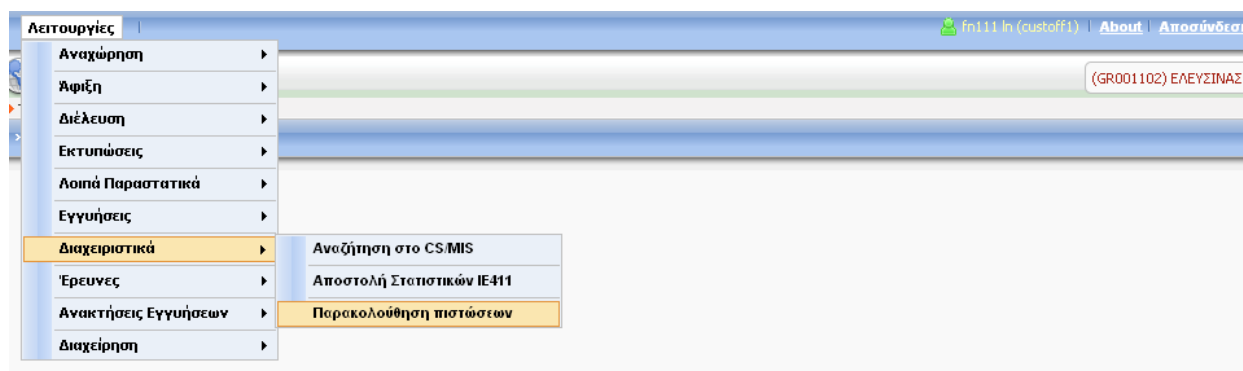 Λειτουργίες
fn111 ln (custoff1) | About | Αποσύνδεση
Αναχώρηση
(GR001102) ΕΛΕΥΣΙΝΑΣ
Άφιξη
Διέλευση
Εκτυπώσεις
Λοιπά Παραστατικά
Εγγυήσεις
Διαχειριστικά
Αναζήτηση στο CS/MIS
Έρευνες
Αποστολή Στατιστικών IE411
Ανακτήσεις Εγγυήσεων
Παρακολούθηση πιστώσεων
Διαχείρηση